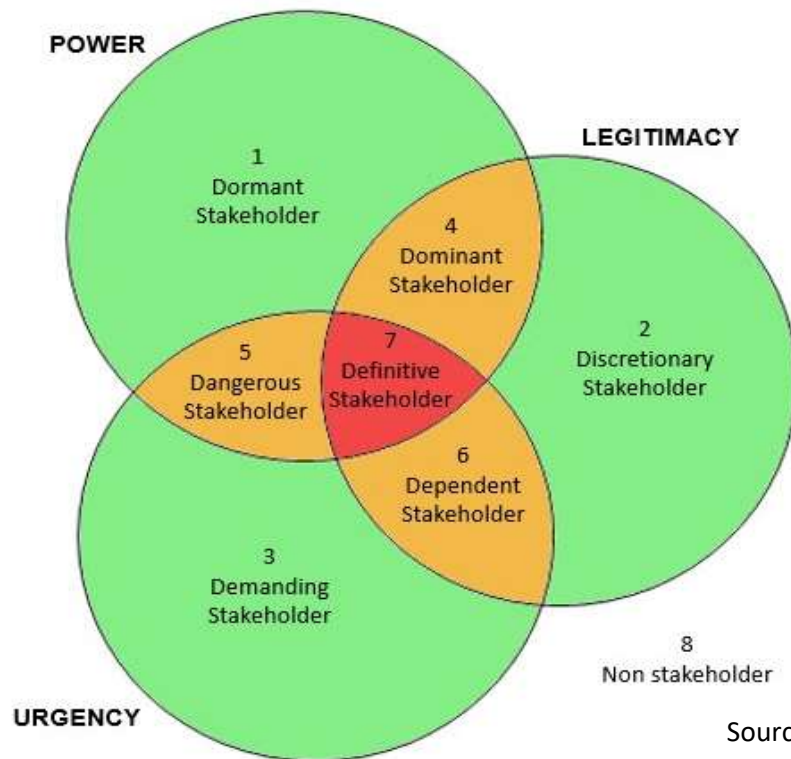 POWER
LEGITIMACY
1
Dormant
Stakeholder
4
Dominant
Stakeholder
2
Discretionary
Stakeholder
5
Dangerous
Stakeholder
7
Definitive
Stakeholder
6
Dependent
Stakeholder
3
Demanding
Stakeholder
8
Non stakeholder
URGENCY